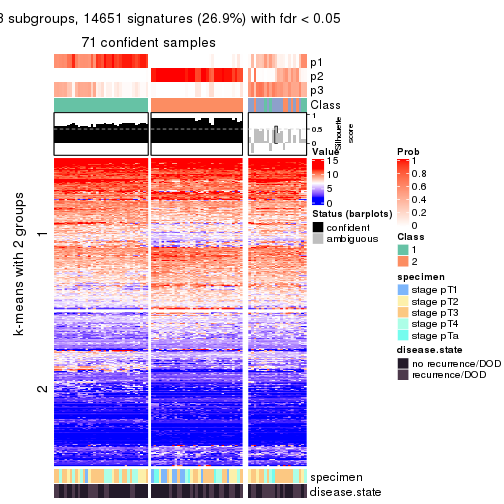 3 subgroups, 14651 signatures (26.9%) with fdr < 0.05
71 confident samples
p1
p2
p3
Class
1
0.5
0
Silhouette
score
k-means with 2 groups
1
2
specimen
disease.state
Value
15
10
5
0
Status (barplots)
confident
ambiguous
Prob
1
0.8
0.6
0.4
0.2
0
Class
1
2
specimen
stage pT1
stage pT2
stage pT3
stage pT4
stage pTa
disease.state
no recurrence/DOD
recurrence/DOD